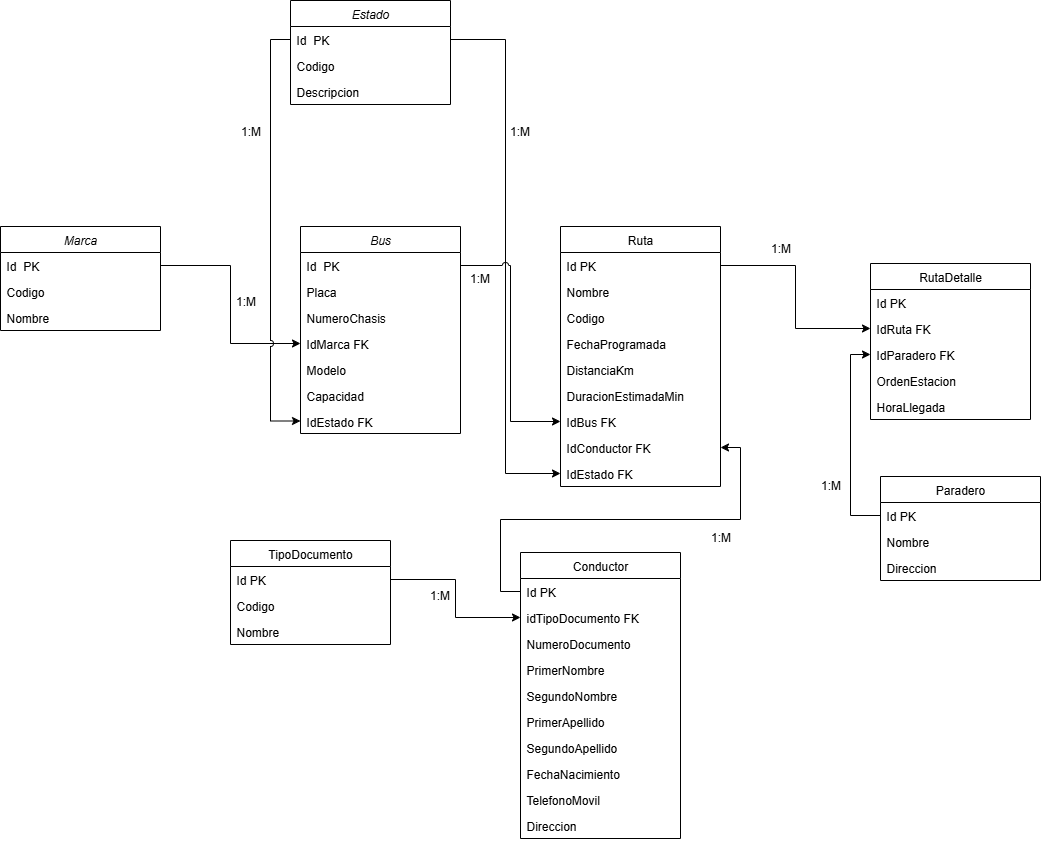 Estado
Id PK
Codigo
Descripcion
1:M
1:M
Marca
Id PK
Codigo
Nombre
1:M
Bus
Id PK
Placa
NumeroChasis
IdMarca FK
Modelo
Capacidad
IdEstado FK
1:M
Ruta
Id PK
Nombre
Codigo
FechaProgramada
DistanciaKm
DuracionEstimadaMin
IdBus FK
IdConductor FK
IdEstado FK
1:M
RutaDetalle
Id PK
IdRuta FK
IdParadero FK
OrdenEstacion
HoraLlegada
1:M
Paradero
Id PK
Nombre
Direccion
1:M
TipoDocumento
Id PK
Codigo
Nombre
1:M
Conductor
Id PK
idTipoDocumento FK
NumeroDocumento
PrimerNombre
SegundoNombre
PrimerApellido
SegundoApellido
FechaNacimiento
TelefonoMovil
Direccion